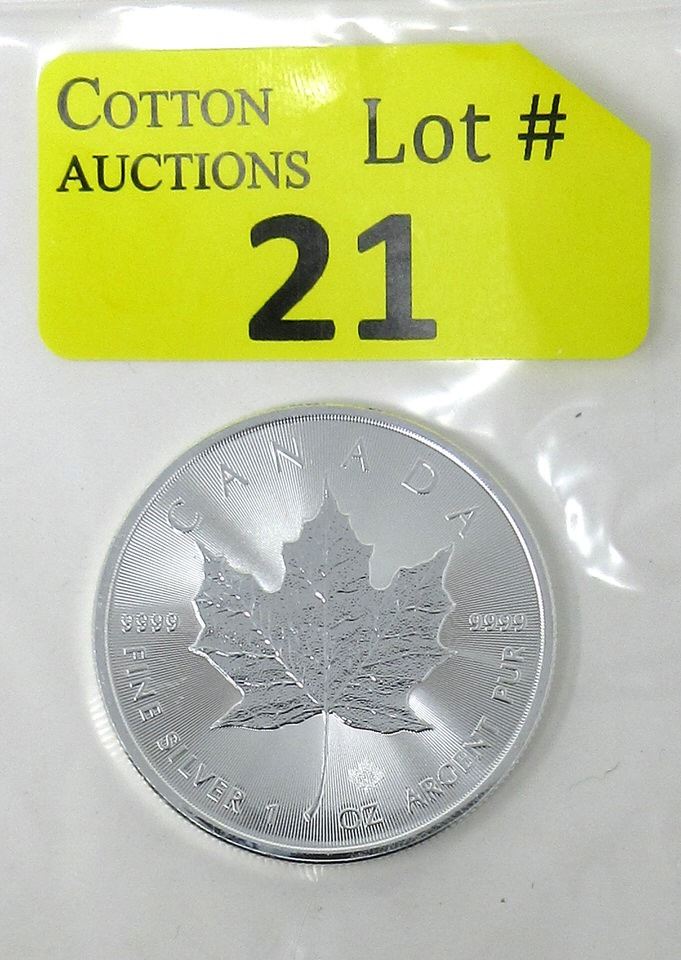 COTTON
AUCTIONS
Lot #
21
CANADA
9999
9999
FINE SILVER 1 OZ ARGENT PUR